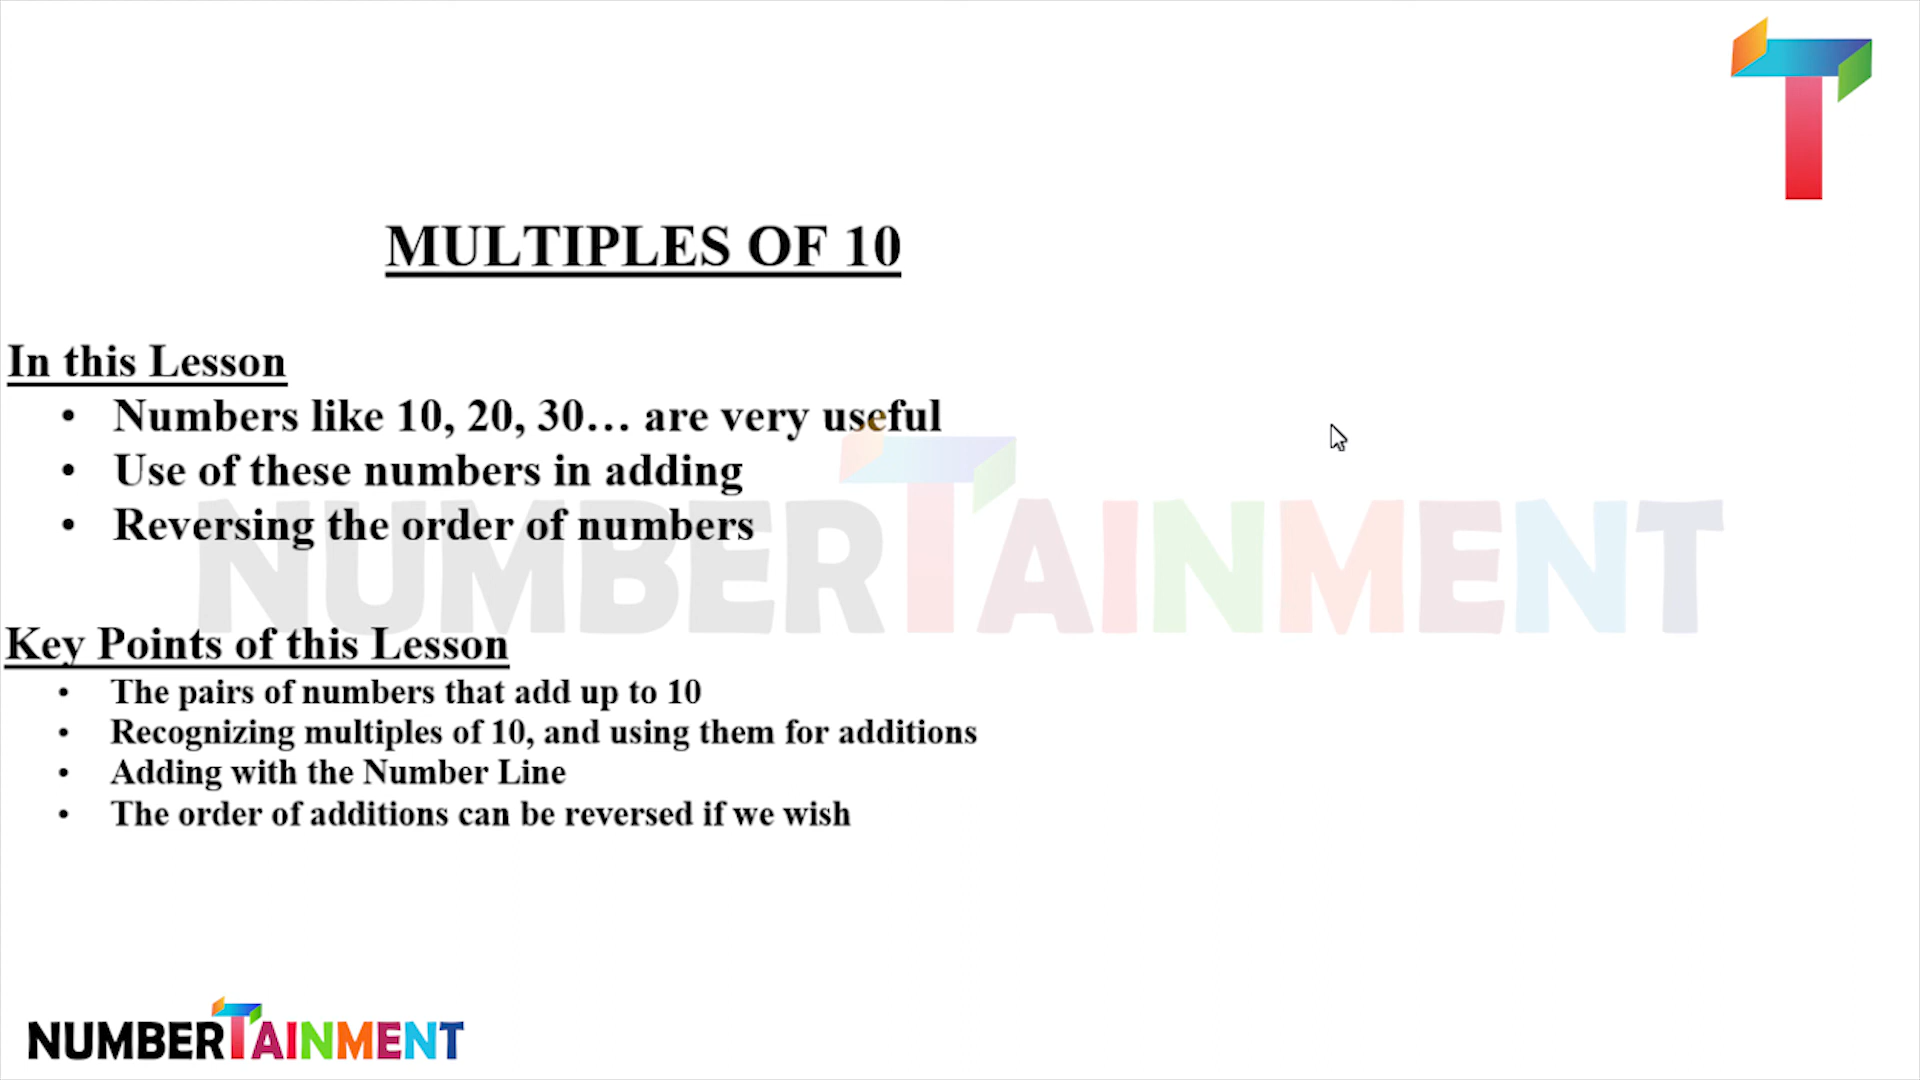 T
MULTIPLES OF 10
In this Lesson
• Numbers like 10, 20, 30… are very useful
• Use of these numbers in adding
• Reversing the order of numbers
NUMBERTAINMENT
Key Points of this Lesson
• The pairs of numbers that add up to 10
• Recognizing multiples of 10, and using them for additions
• Adding with the Number Line
• The order of additions can be reversed if we wish
NUMBERTAINMENT